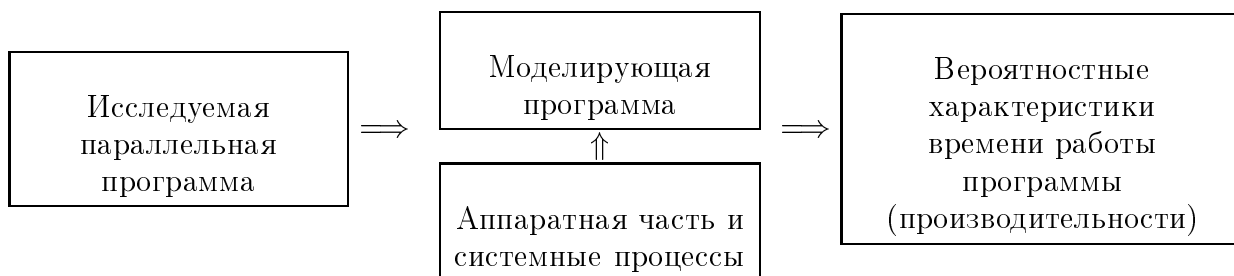 Исследуемая
параллельная
программа
⟹
Моделирующая
программа
⇑
Аппаратная часть и
системные процессы
⟹
Вероятностные
характеристики
времени работы
программы
(производительности)